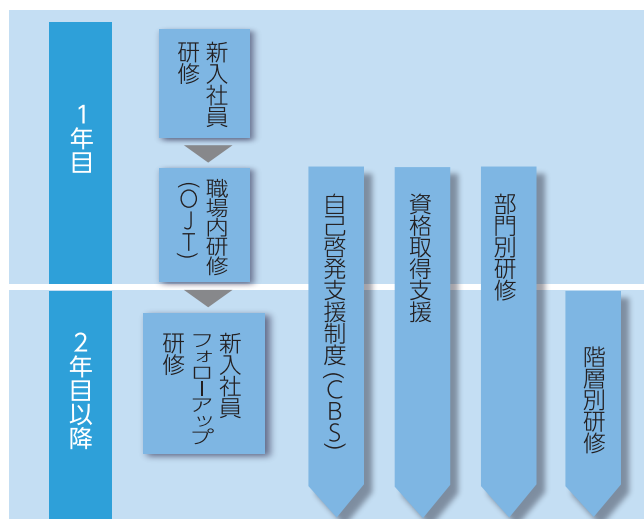 1年目
新入社員
研修
職場内研修
(OJT)
自己啓発支援制度(CBS)
資格取得支援
部門別研修
2年目以降
新入社員
フォローアップ
研修
階層別研修